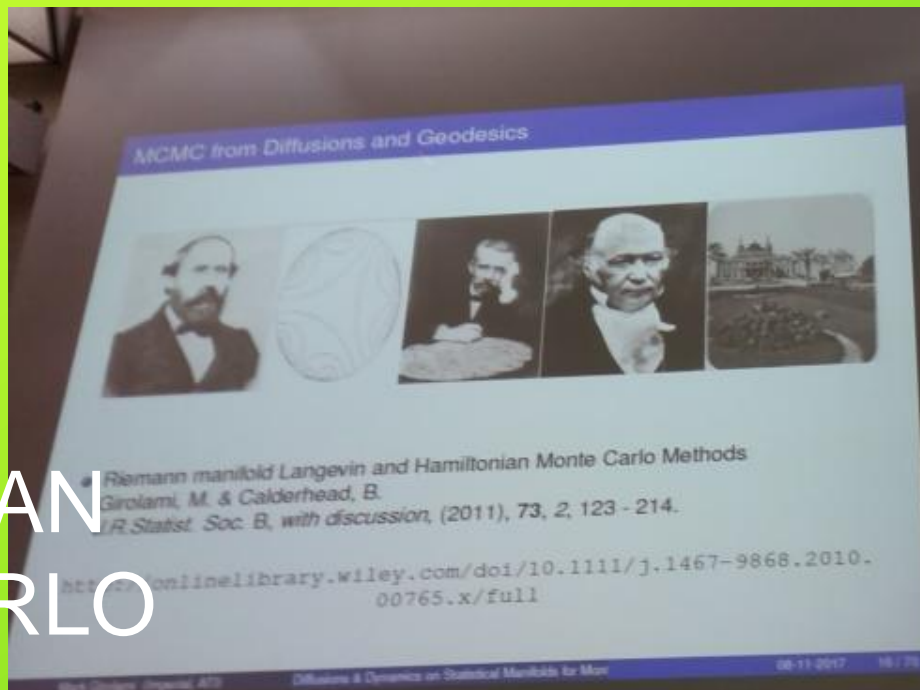 MCMC from Diffusions and Geodesics
Riemann manifold Langevin and Hamiltonian Monte Carlo Methods
Girolami, M. & Calderhead, B.
J.R.Statist. Soc. B, with discussion, (2011), 73, 2, 123 - 214.
AN
RLO
http://onlinelibrary.wiley.com/doi/10.1111/j.1467-9868.2010.
00765.x/full
Diffusions & Dynamics on Statistical Manifolds for
08-11-2017